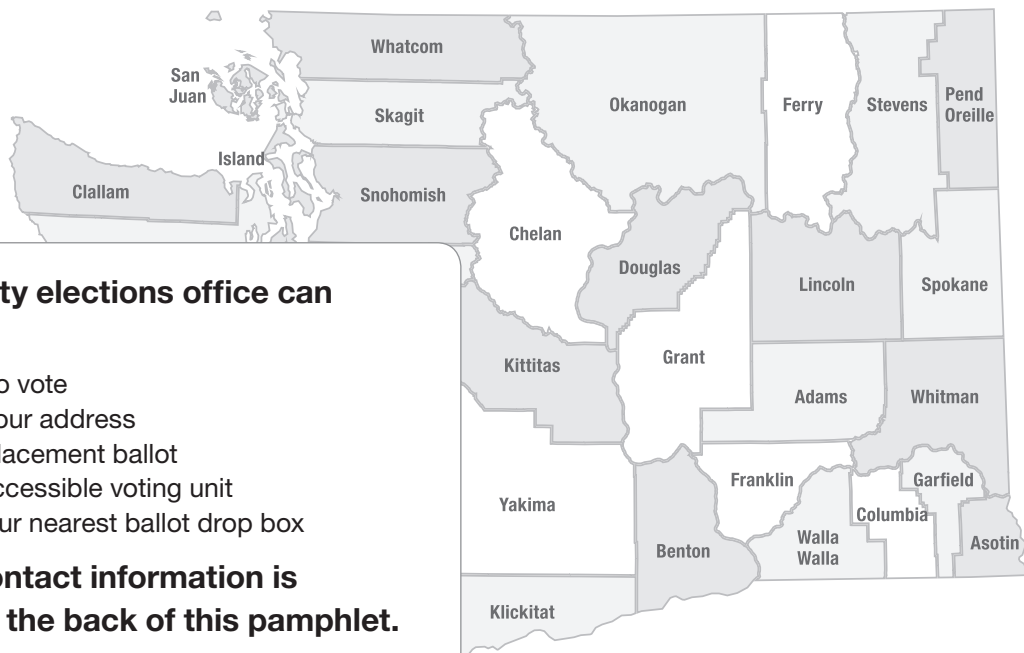 Whatcom
San
Juan
Skagit
Okanogan
Ferry
Stevens
Pend
Oreille
Island
Clallam
Snohomish
Chelan
Douglas
Lincoln
Spokane
ty elections office can
Kittitas
Grant
Adams
Whitman
o vote
our address
lacement ballot
ccessible voting unit
ur nearest ballot drop box
Yakima
Franklin
Garfield
Columbia
Walla
Walla
Benton
Asotin
ontact information is
the back of this pamphlet.
Klickitat